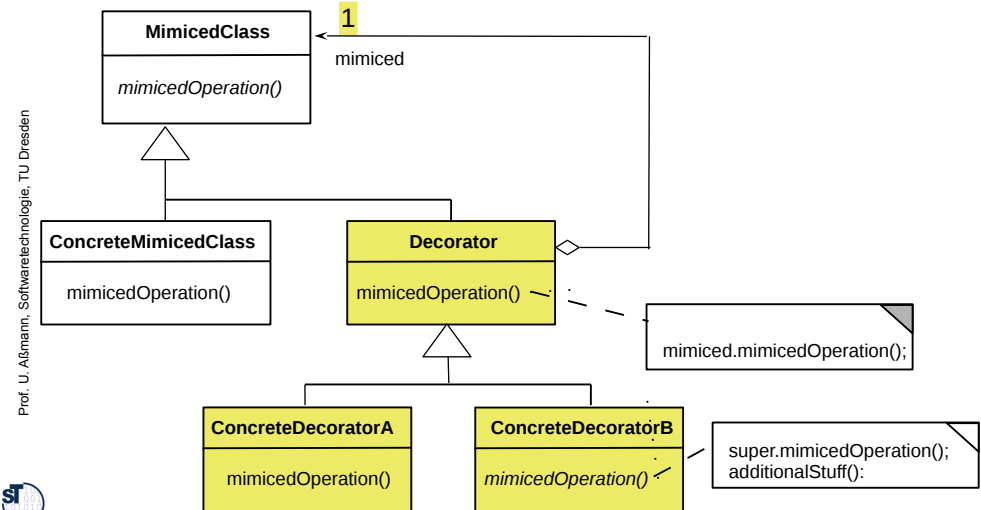 MimicedClass
1
mimiced
mimicedOperation()
Prof. U. Aßmann, Softwaretechnologie, TU Dresden
ConcreteMimicedClass
Decorator
mimicedOperation()
mimicedOperation()
mimiced.mimicedOperation();
ConcreteDecoratorA
ConcreteDecoratorB
mimicedOperation()
mimicedOperation()
super.mimicedOperation();
additionalStuff():
ST